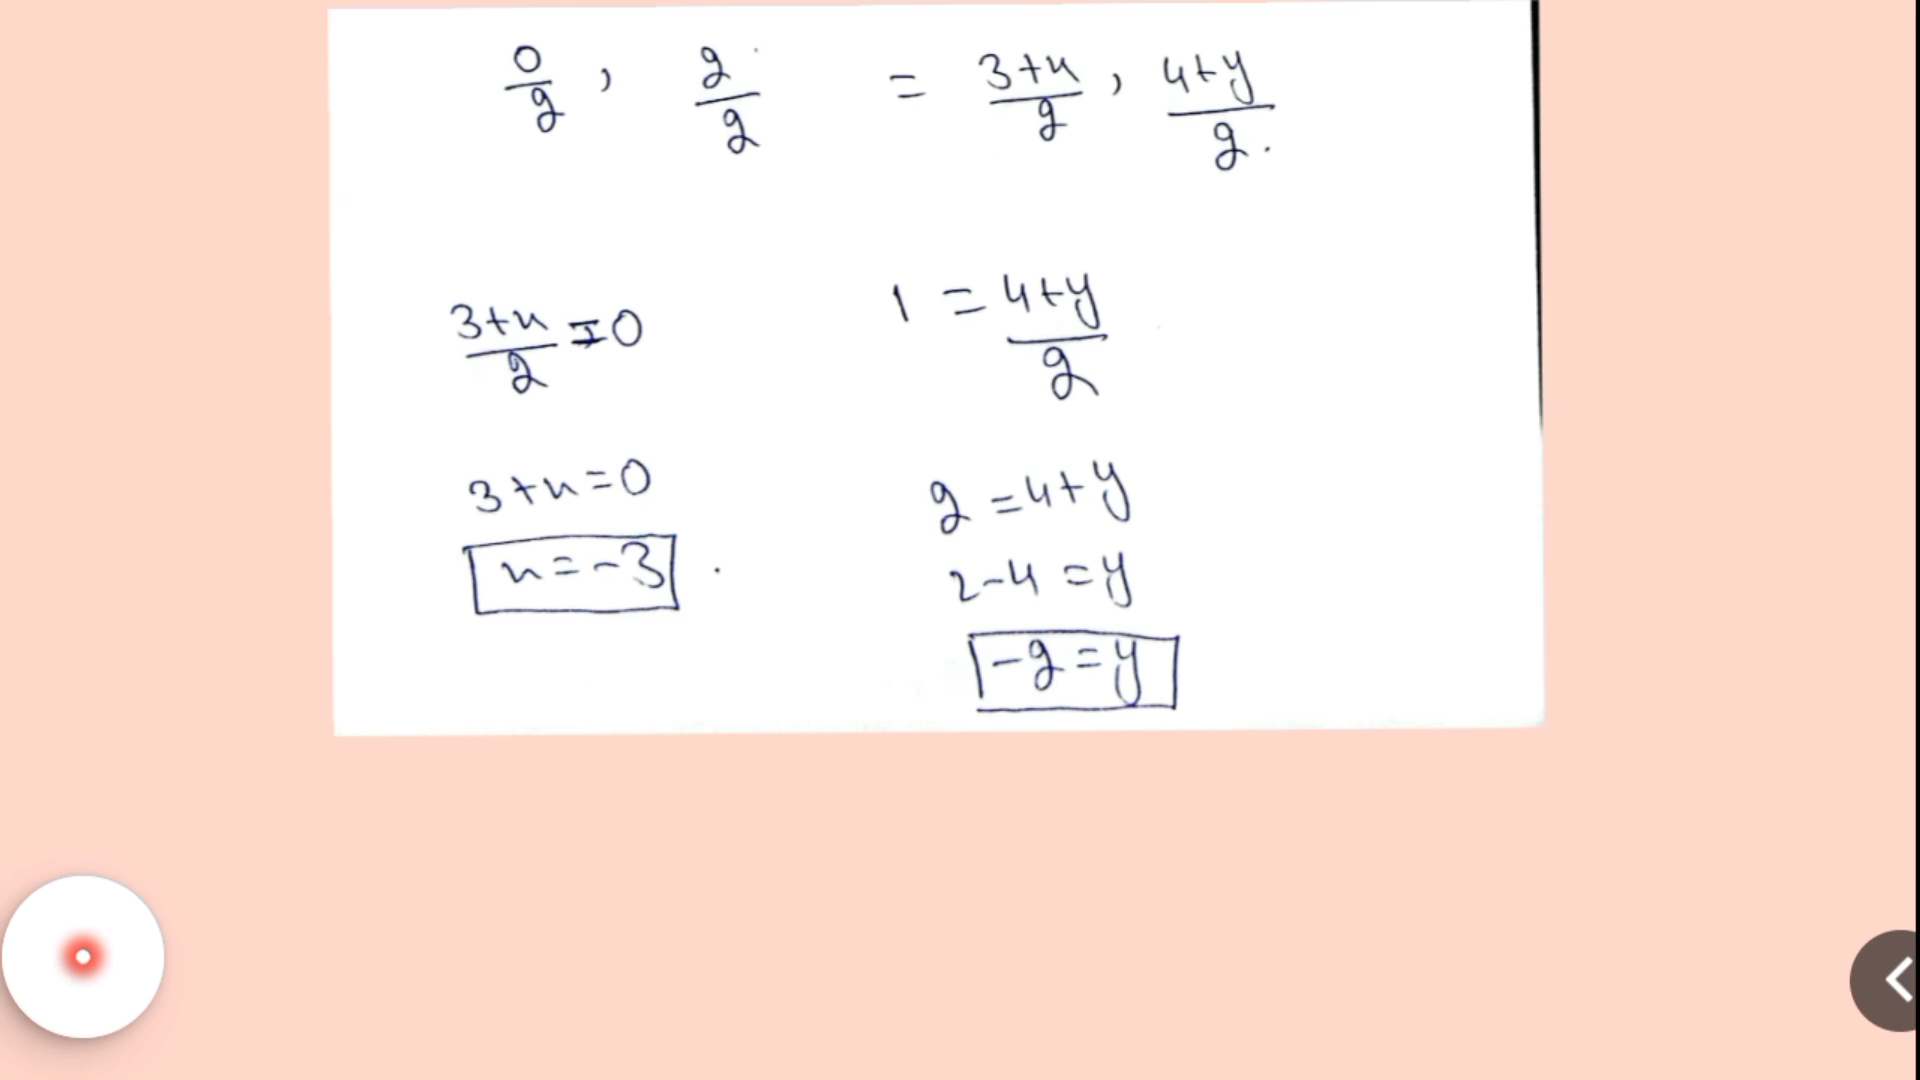 0/2 , 2/2 = 3+x/2 , 4+y/2.
3+x/2 = 0
1 = 4+y/2
3+x=0
x=-3
2 = 4+y
2-4 = y
-2 = y